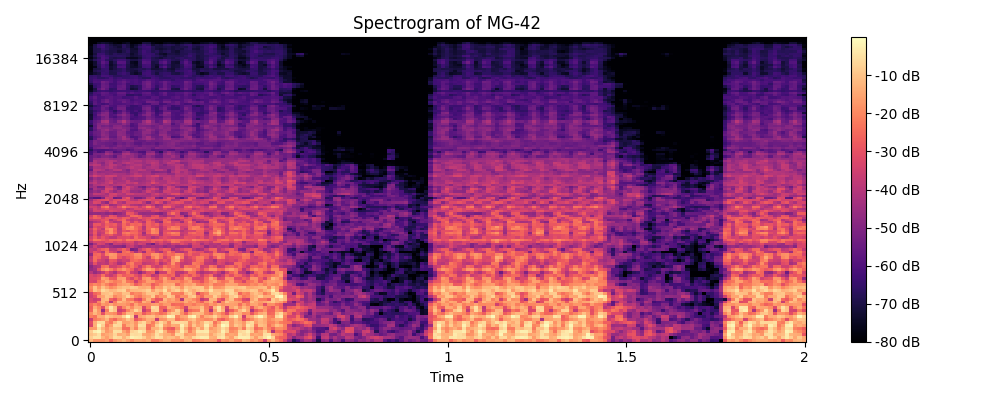 Spectrogram of MG-42
Hz
16384
8192
4096
2048
1024
512
0
0 0.5 1 1.5 2
Time
-10 dB
-20 dB
-30 dB
-40 dB
-50 dB
-60 dB
-70 dB
-80 dB